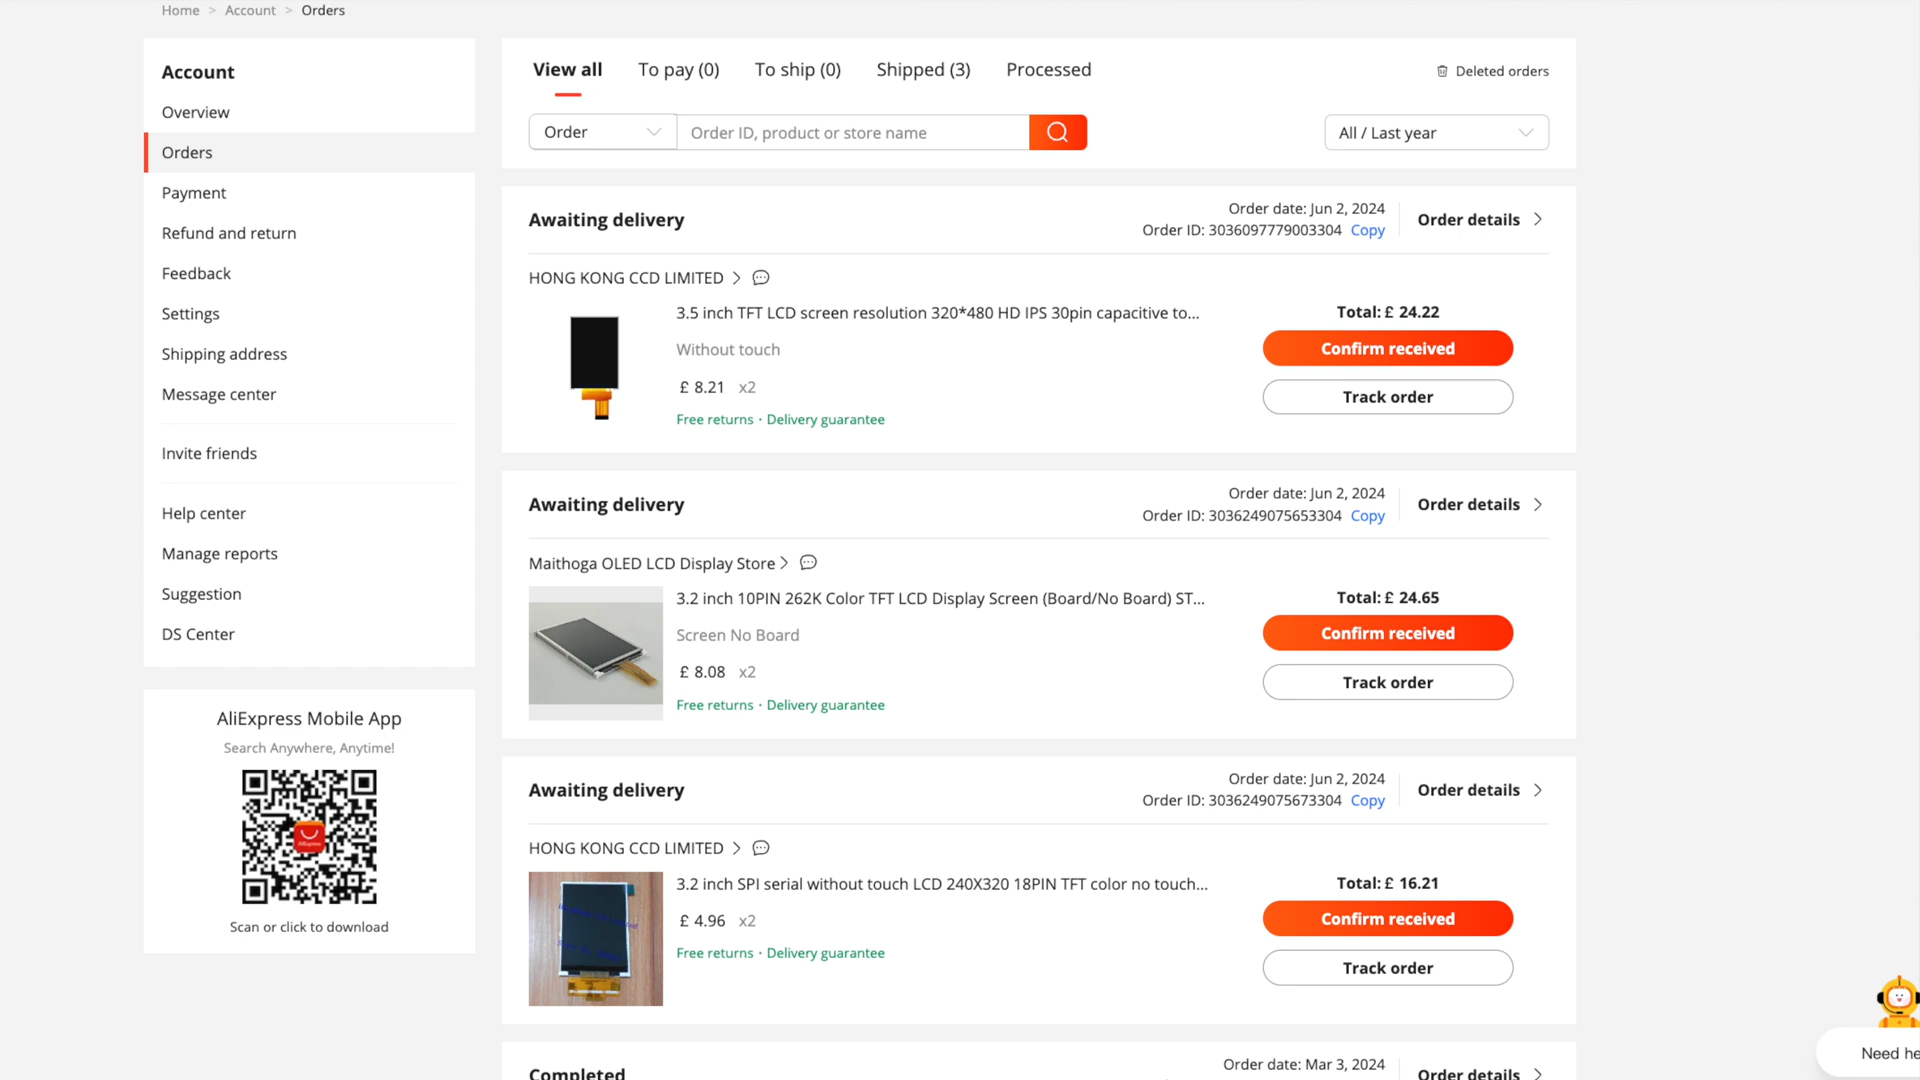 Home > Account > Orders
Account
Overview
Orders
Payment
Refund and return
Feedback
Settings
Shipping address
Message center
Invite friends
Help center
Manage reports
Suggestion
DS Center
AliExpress Mobile App
Search Anywhere, Anytime!
Scan or click to download
View all
To pay (0)
To ship (0)
Shipped (3)
Processed
Deleted orders
Order
Order ID, product or store name
All / Last year
Awaiting delivery
Order date: Jun 2, 2024
Order ID: 3036097779003304 Copy
Order details
HONG KONG CCD LIMITED
3.5 inch TFT LCD screen resolution 320*480 HD IPS 30pin capacitive to...
Without touch
£ 8.21 x2
Free returns · Delivery guarantee
Total: £ 24.22
Confirm received
Track order
Awaiting delivery
Order date: Jun 2, 2024
Order ID: 3036249075653304 Copy
Order details
Maithoga OLED LCD Display Store
3.2 inch 10PIN 262K Color TFT LCD Display Screen (Board/No Board) ST...
Screen No Board
£ 8.08 x2
Free returns · Delivery guarantee
Total: £ 24.65
Confirm received
Track order
Awaiting delivery
Order date: Jun 2, 2024
Order ID: 3036249075673304 Copy
Order details
HONG KONG CCD LIMITED
3.2 inch SPI serial without touch LCD 240X320 18PIN TFT color no touch...
£ 4.96 x2
Free returns · Delivery guarantee
Total: £ 16.21
Confirm received
Track order
Completed
Order date: Mar 3, 2024
Order details
Need he